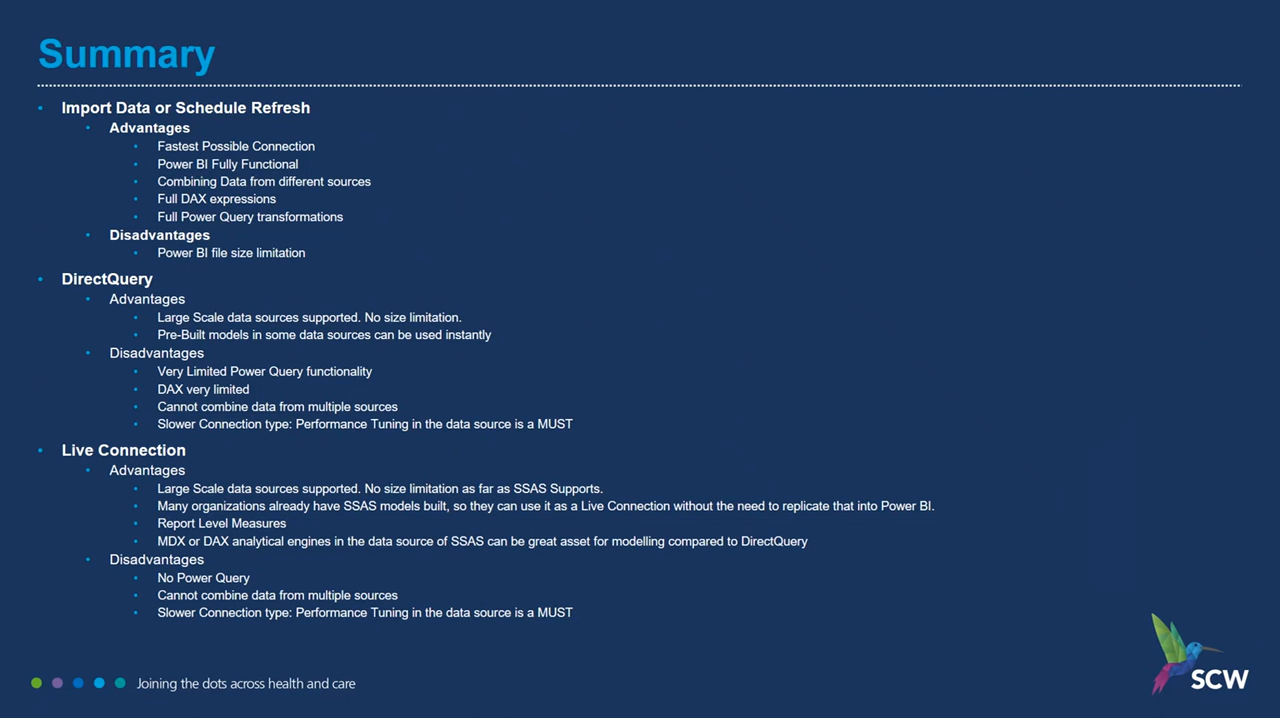 Summary
Import Data or Schedule Refresh
Advantages
Fastest Possible Connection
Power BI Fully Functional
Combining Data from different sources
Full DAX expressions
Full Power Query transformations
Disadvantages
Power BI file size limitation
DirectQuery
Advantages
Large Scale data sources supported. No size limitation.
Pre-Built models in some data sources can be used instantly
Disadvantages
Very Limited Power Query functionality
DAX very limited
Cannot combine data from multiple sources
Slower Connection type: Performance Tuning in the data source is a MUST
Live Connection
Advantages
Large Scale data sources supported. No size limitation as far as SSAS Supports.
Many organizations already have SSAS models built, so they can use it as a Live Connection without the need to replicate that into Power BI.
Report Level Measures
MDX or DAX analytical engines in the data source of SSAS can be great asset for modelling compared to DirectQuery
Disadvantages
No Power Query
Cannot combine data from multiple sources
Slower Connection type: Performance Tuning in the data source is a MUST
Joining the dots across health and care
SCW